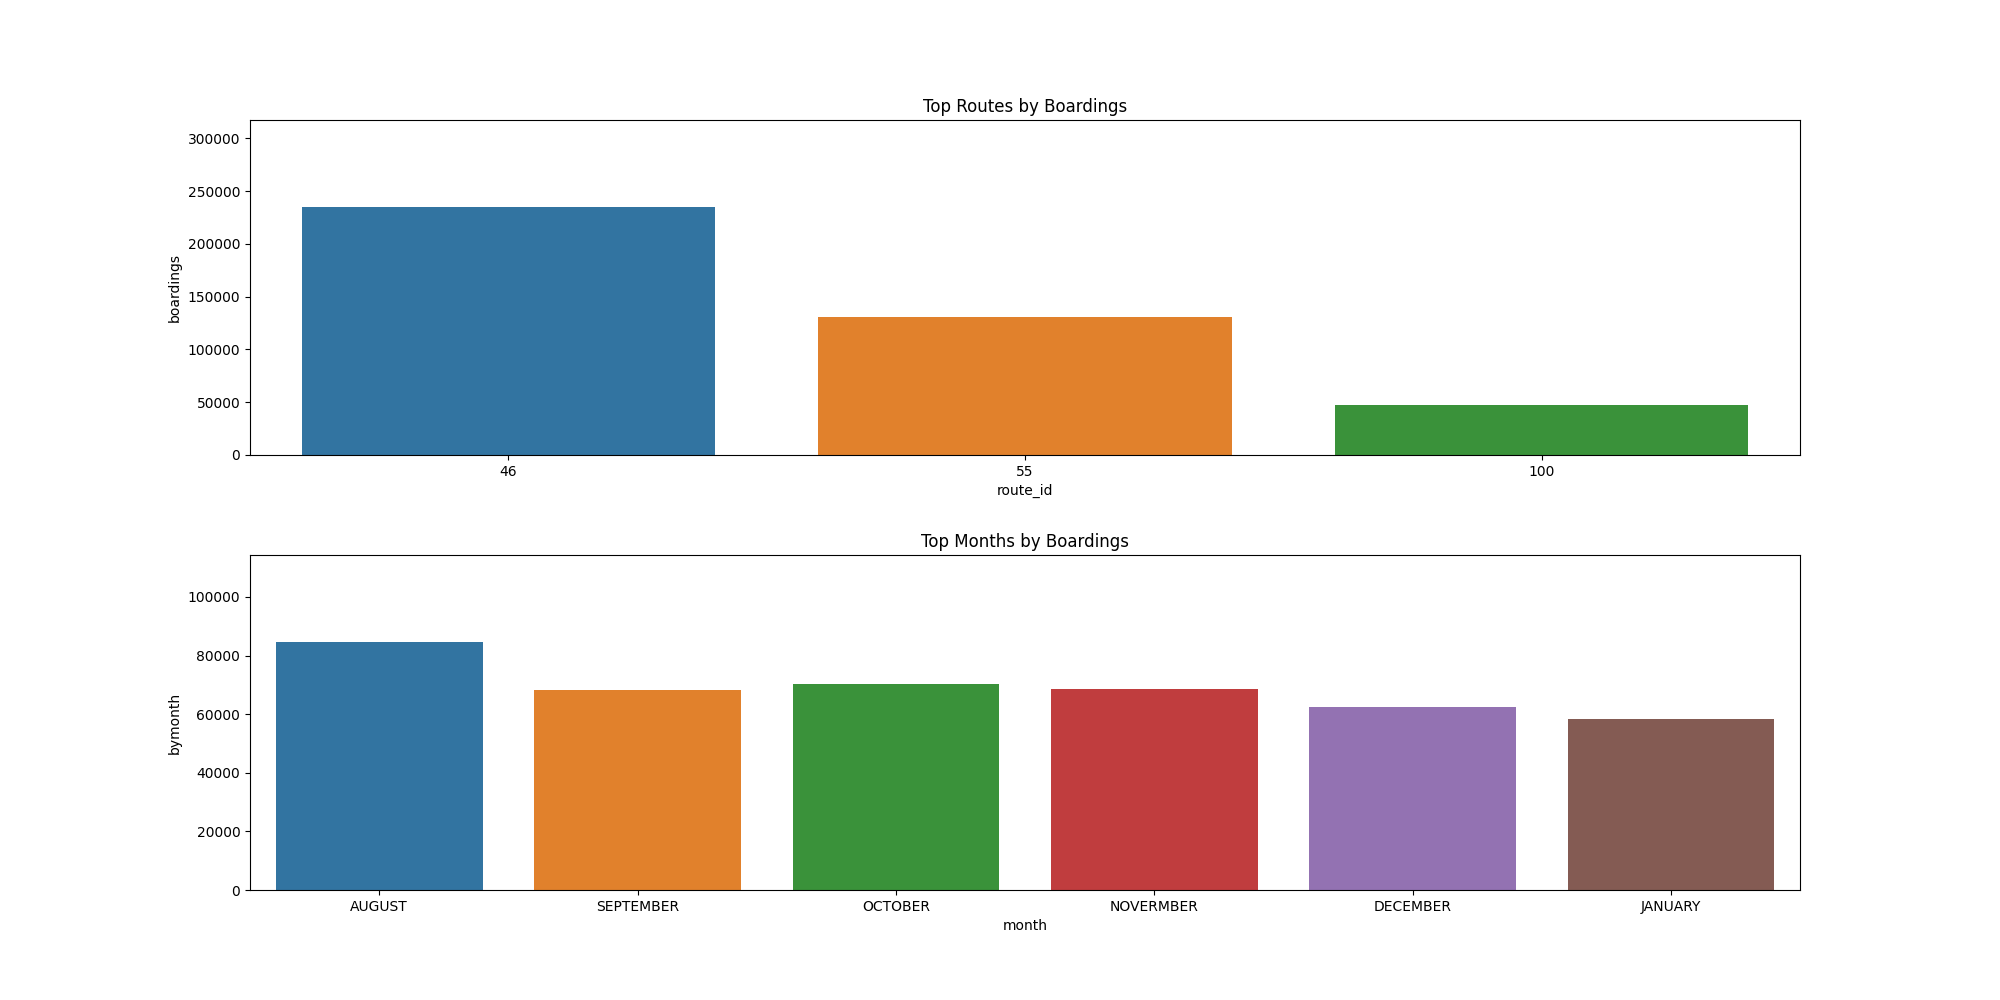 Top Routes by Boardings
300000
250000
200000
150000
100000
50000
0
boardings
46 55 100
route_id
Top Months by Boardings
100000
80000
60000
40000
20000
0
bymonth
AUGUST SEPTEMBER OCTOBER NOVERMBER DECEMBER JANUARY
month